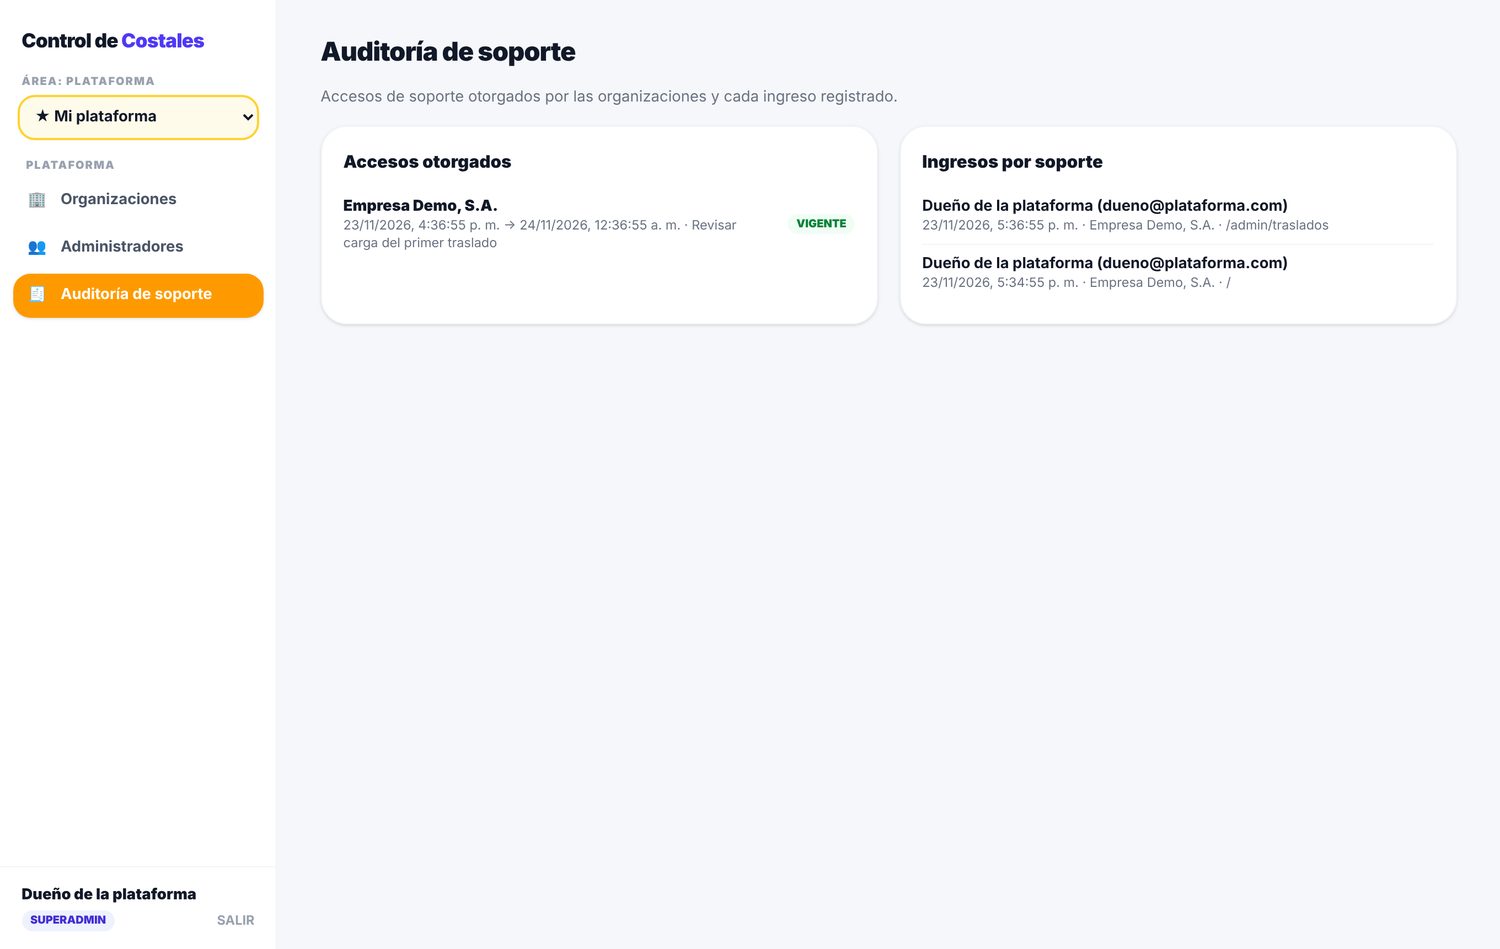 Control de Costales
ÁREA: PLATAFORMA
★ Mi plataforma
PLATAFORMA
Organizaciones
Administradores
Auditoría de soporte
Dueño de la plataforma
SUPERADMIN
SALIR
Auditoría de soporte
Accesos de soporte otorgados por las organizaciones y cada ingreso registrado.
Accesos otorgados
Empresa Demo, S.A.
23/11/2026, 4:36:55 p. m. → 24/11/2026, 12:36:55 a. m. · Revisar
carga del primer traslado
VIGENTE
Ingresos por soporte
Dueño de la plataforma (dueno@plataforma.com)
23/11/2026, 5:36:55 p. m. · Empresa Demo, S.A. · /admin/traslados
Dueño de la plataforma (dueno@plataforma.com)
23/11/2026, 5:34:55 p. m. · Empresa Demo, S.A. · /